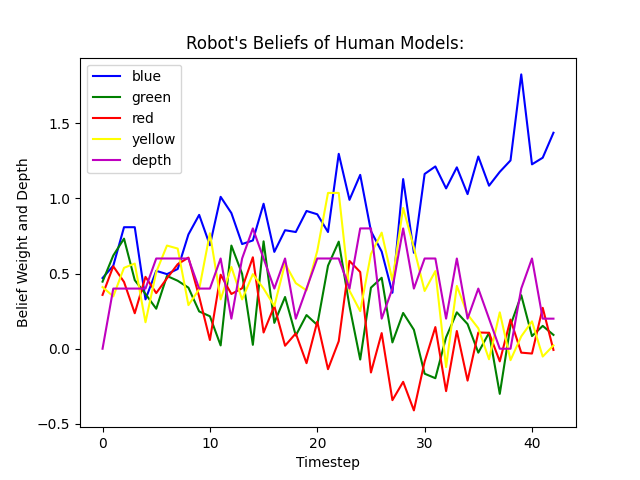 Robot's Beliefs of Human Models:
blue
green
red
yellow
depth
Belief Weight and Depth
1.5
1.0
0.5
0.0
−0.5
0 10 20 30 40
Timestep